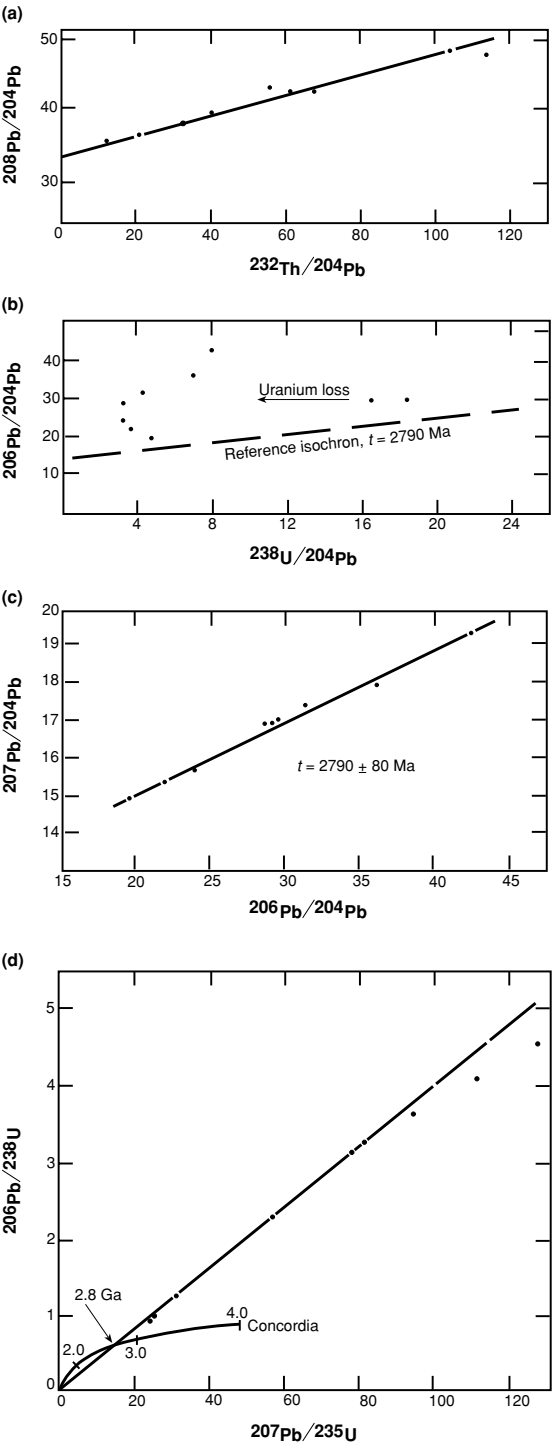 (a)
50
40
30
208Pb/204Pb
0 20 40 60 80 100 120
232Th/204Pb
(b)
40
30
20
10
206Pb/204Pb
Uranium loss
Reference isochron, t = 2790 Ma
4 8 12 16 20 24
238U/204Pb
(c)
20
19
18
17
16
15
14
207Pb/204Pb
t = 2790 ± 80 Ma
15 20 25 30 35 40 45
206Pb/204Pb
(d)
5
4
3
2
1
0
206Pb/238U
2.8 Ga
4.0
Concordia
2.0
3.0
0 20 40 60 80 100 120
207Pb/235U